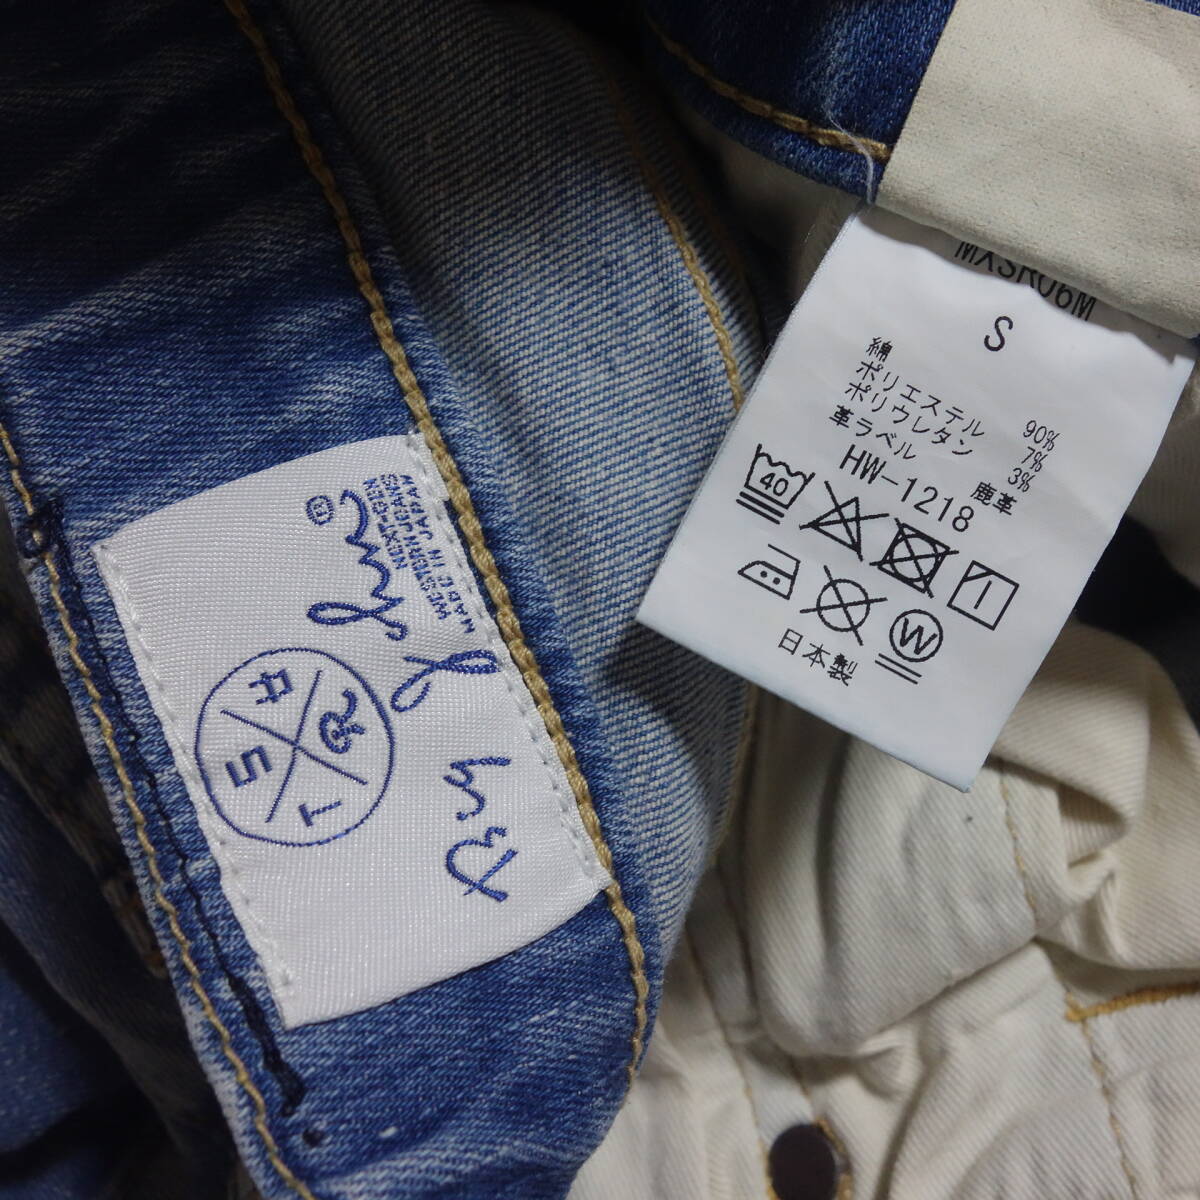 MXSR06M
S
綿 90%
ポリエステル 7%
ポリウレタン 3%
革ラベル 鹿革
HW-1218
40
W
日本製
NEXT-GEN
WESTERN JEANS
MADE IN JAPAN
R
T
5